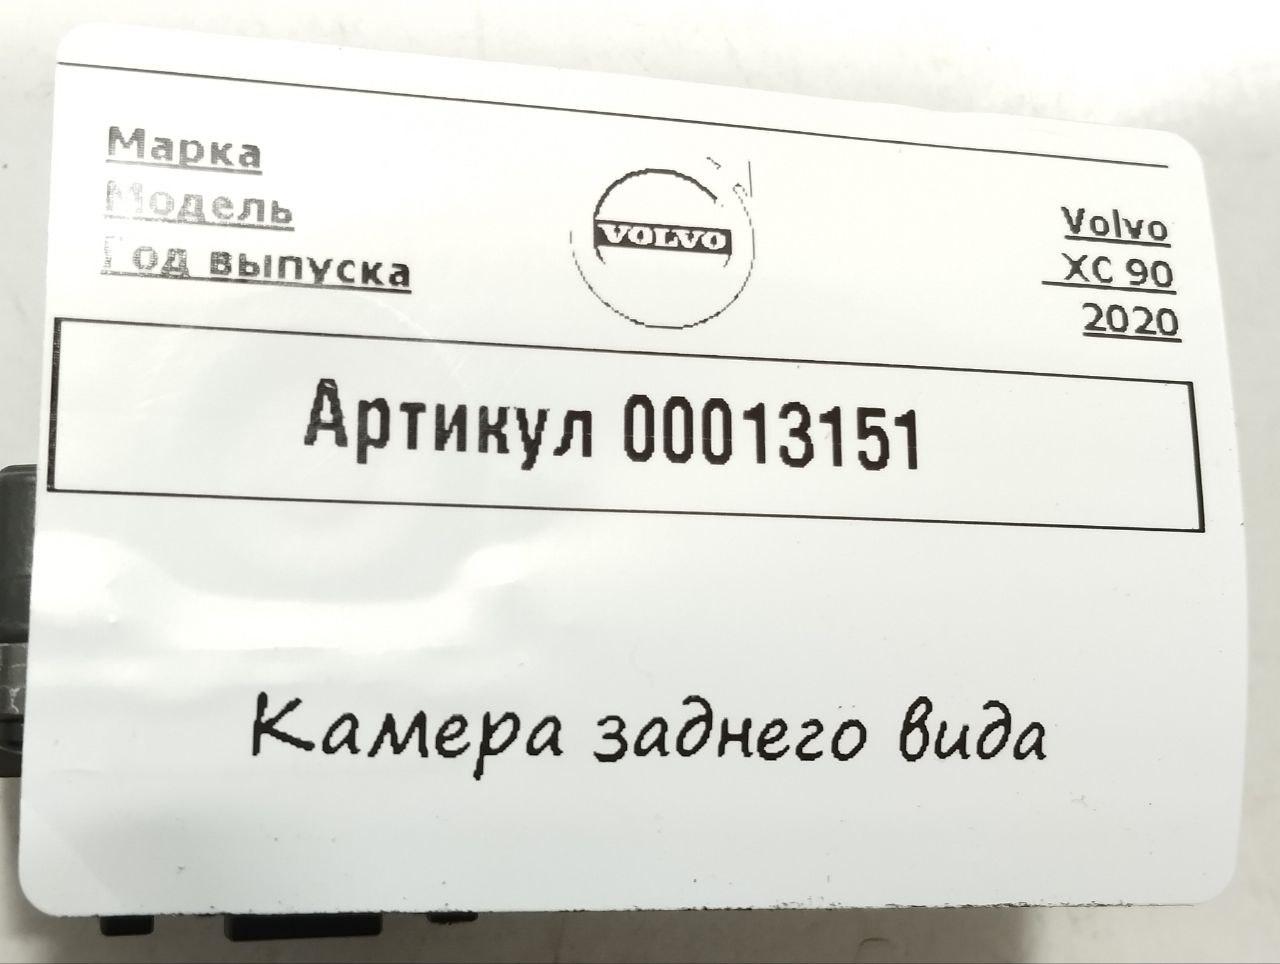 Марка
Модель
Год выпуска
VOLVO
Volvo
XC 90
2020
Артикул 00013151
Камера заднего вида